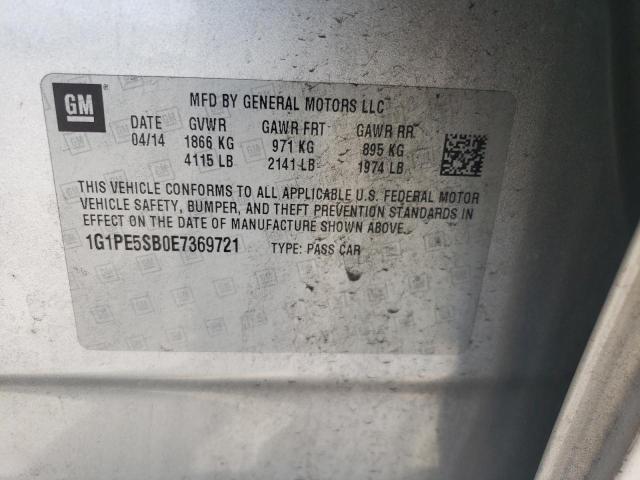 GM
MFD BY GENERAL MOTORS LLC
DATE GVWR GAWR FRT GAWR RR
04/14 1866 KG 971 KG 895 KG
4115 LB 2141 LB 1974 LB
THIS VEHICLE CONFORMS TO ALL APPLICABLE U.S. FEDERAL MOTOR
VEHICLE SAFETY, BUMPER, AND THEFT PREVENTION STANDARDS IN
EFFECT ON THE DATE OF MANUFACTURE SHOWN ABOVE.
1G1PE5SB0E7369721 TYPE: PASS CAR